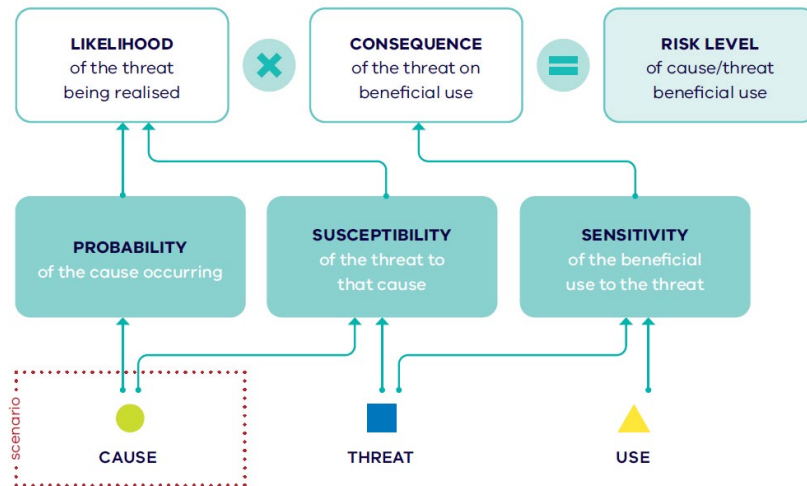 LIKELIHOOD
of the threat
being realised
CONSEQUENCE
of the threat on
beneficial use
RISK LEVEL
of cause/threat
beneficial use
PROBABILITY
of the cause occurring
SUSCEPTIBILITY
of the threat to
that cause
SENSITIVITY
of the beneficial
use to the threat
scenario
CAUSE
THREAT
USE